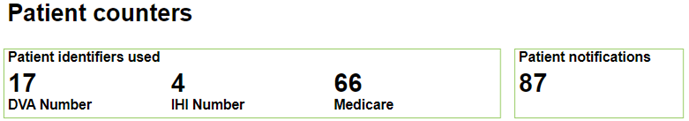 Patient counters
Patient identifiers used
17 4 66
DVA Number IHI Number Medicare
Patient notifications
87